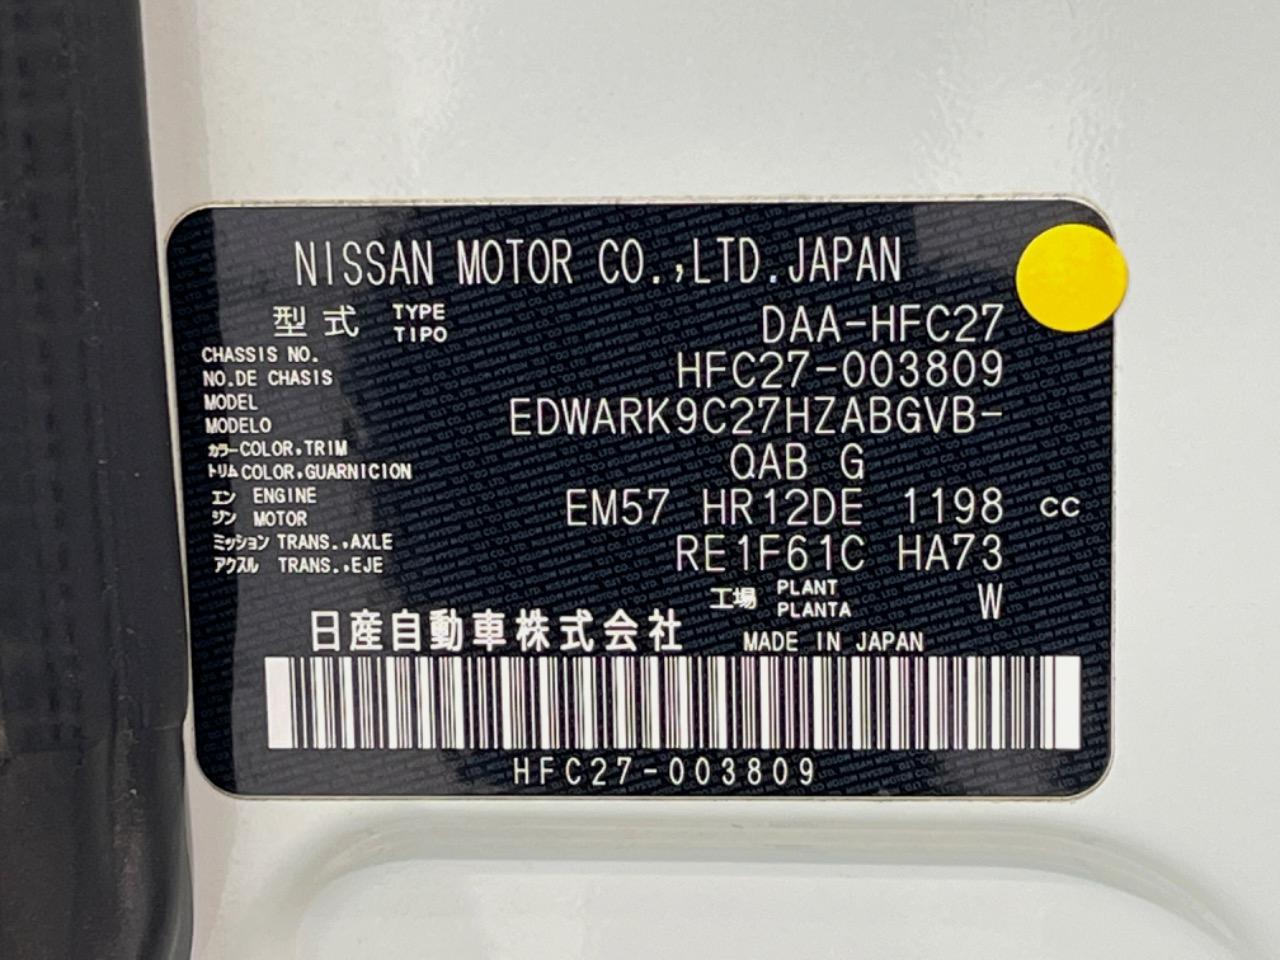 NISSAN MOTOR CO.,LTD.JAPAN
型式 TYPE TIPO DAA-HFC27
CHASSIS NO.
NO.DE CHASIS HFC27-003809
MODEL
MODELO EDWARK9C27HZABGVB-
カラー COLOR,TRIM
トリム COLOR,GUARNICION QAB G
エン ENGINE
ジン MOTOR EM57 HR12DE 1198 cc
ミッション TRANS.,AXLE
アクスル TRANS.,EJE RE1F61C HA73
工場 PLANT PLANTA W
日産自動車株式会社 MADE IN JAPAN
HFC27-003809